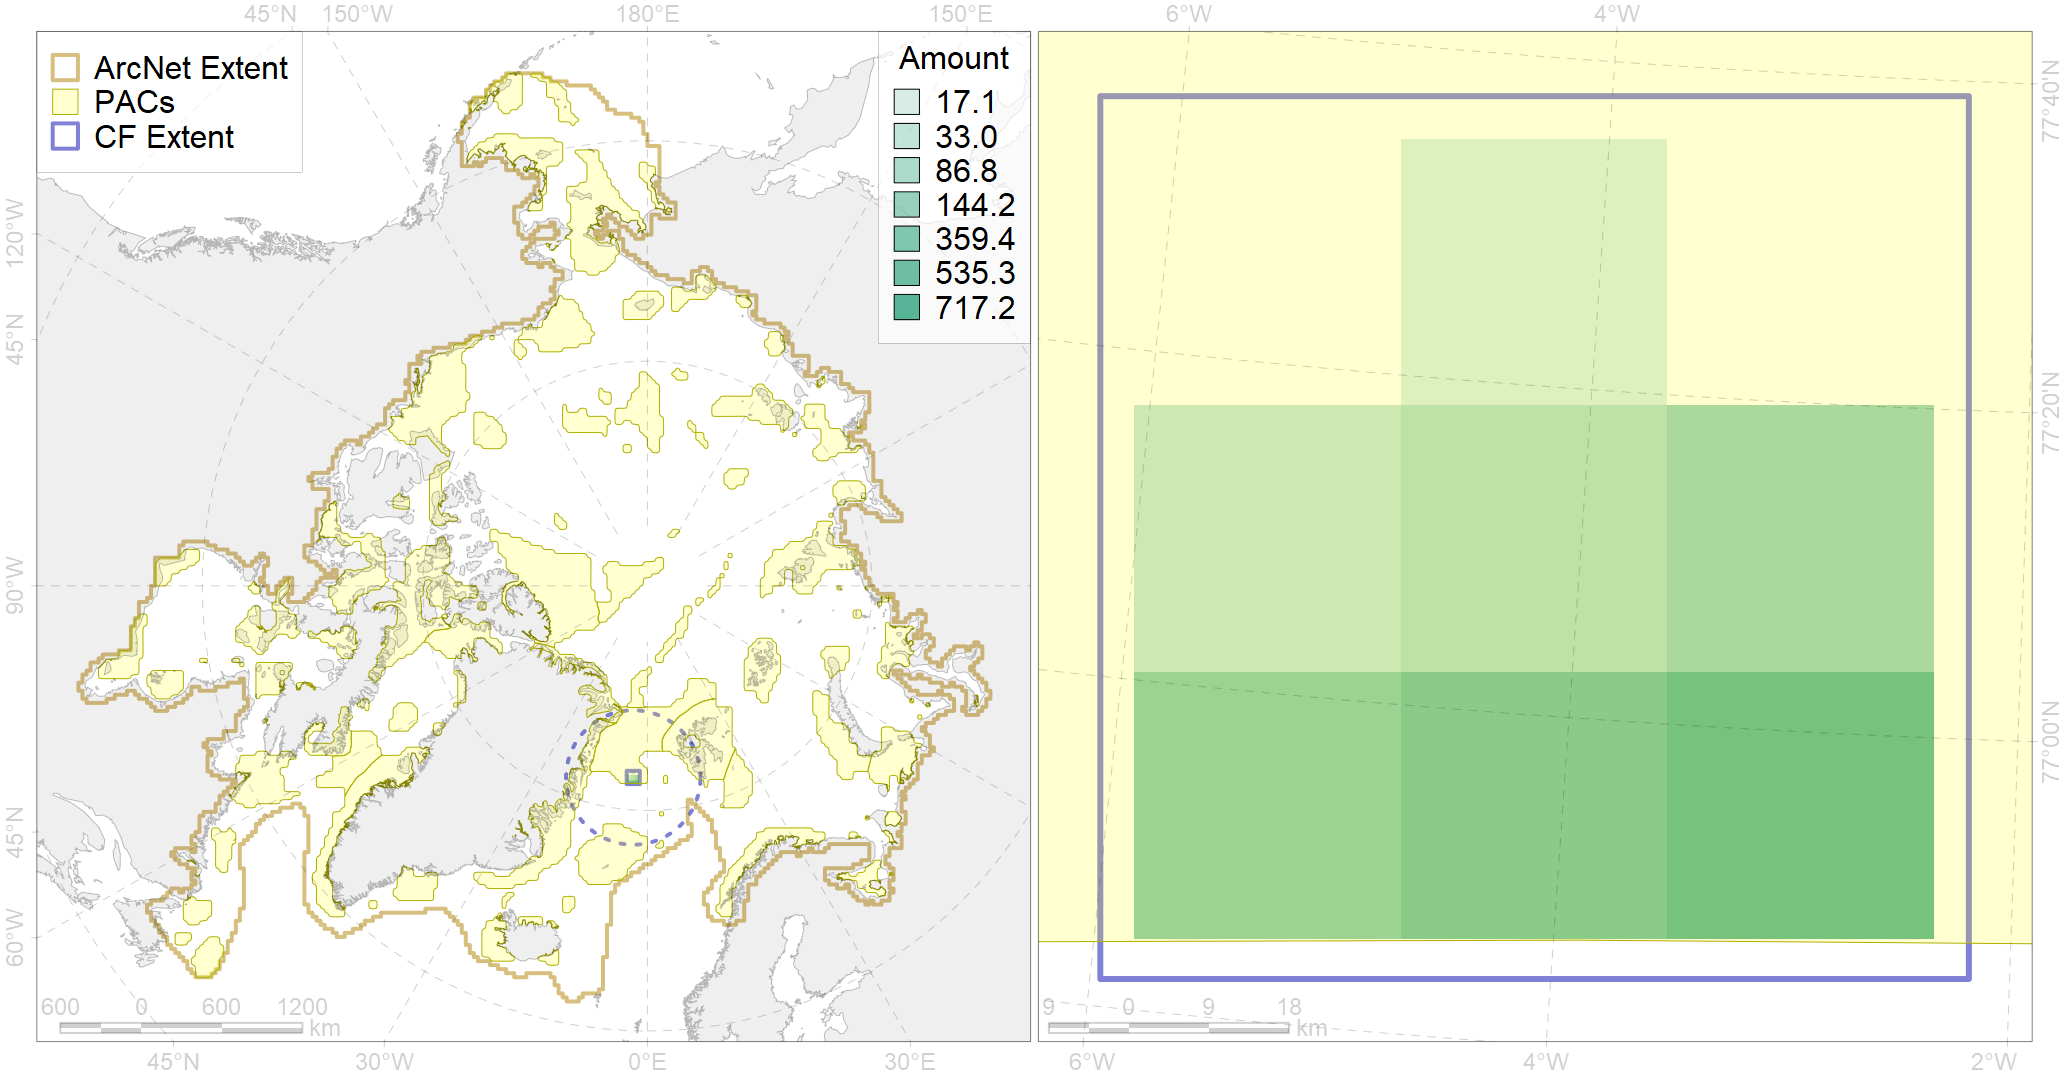 45°N 150°W 180°E 150°E 6°W 4°W
ArcNet Extent
PACs
CF Extent
Amount
17.1
33.0
86.8
144.2
359.4
535.3
717.2
120°W
45°N
90°W
45°N
60°W
77°40'N
77°20'N
77°00'N
600 0 600 1200
km
9 0 9 18
km
45°N 30°W 0°E 30°E 6°W 4°W 2°W